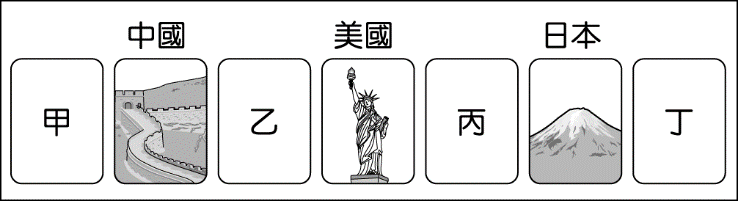 中國 美國 日本
甲 乙 丙 丁